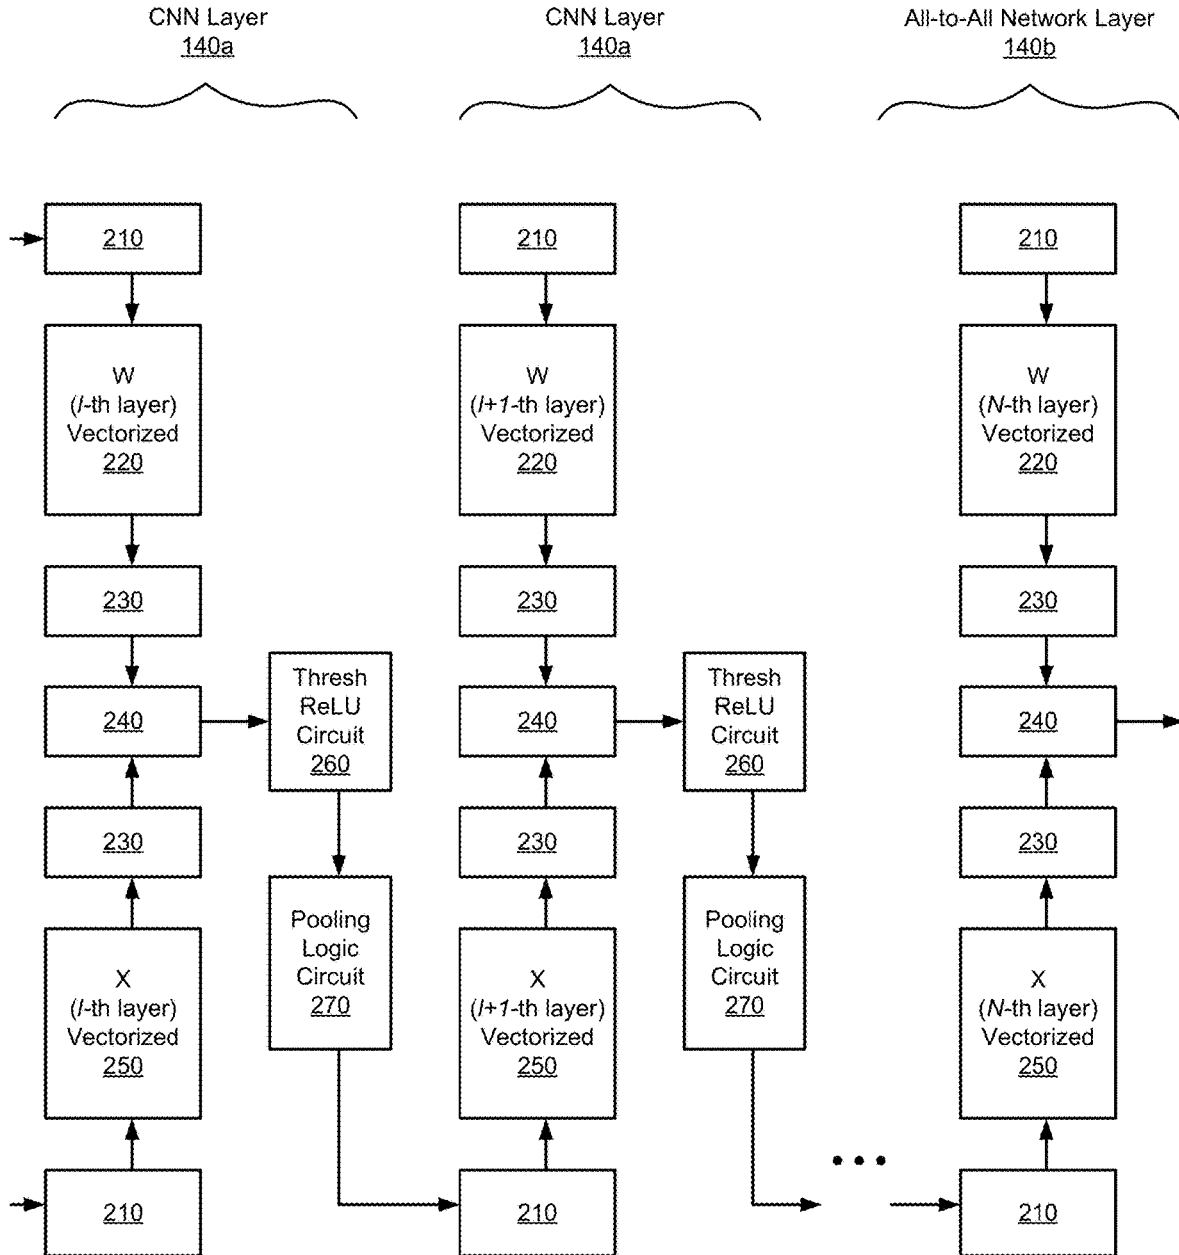 CNN Layer
140a
CNN Layer
140a
All-to-All Network Layer
140b
210
W
(l-th layer)
Vectorized
220
230
240
230
X
(l-th layer)
Vectorized
250
210
Thresh
ReLU
Circuit
260
Pooling
Logic
Circuit
270
210
W
(l+1-th layer)
Vectorized
220
230
240
230
X
(l+1-th layer)
Vectorized
250
210
Thresh
ReLU
Circuit
260
Pooling
Logic
Circuit
270
• • •
210
W
(N-th layer)
Vectorized
220
230
240
230
X
(N-th layer)
Vectorized
250
210